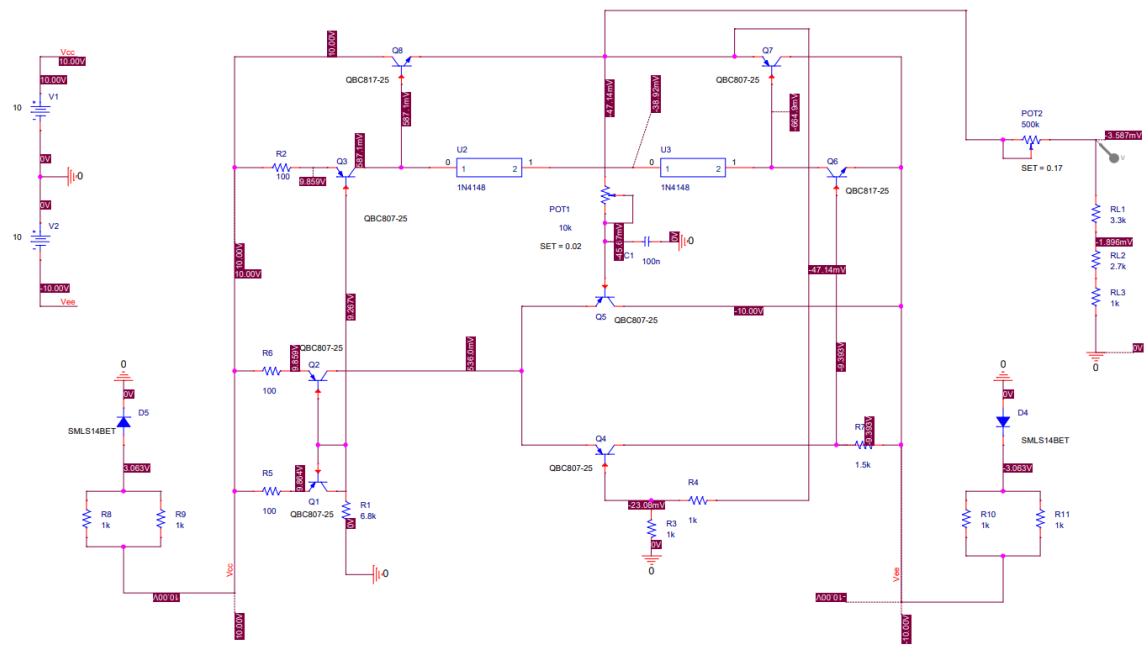 Vcc
10.00V
10.00V
10
V1
0V
0
0V
10
V2
-10.00V
Vee
10.00V
Q8
QBC817-25
587.1mV
-47.14mV
-38.92mV
Q7
QBC807-25
-664.9mV
POT2
500k
SET = 0.17
-3.587mV
V
R2
100
9.859V
Q3
587.1mV
QBC807-25
0
U2
1
1
2
1N4148
0
U3
1
1
2
1N4148
Q6
QBC817-25
POT1
10k
SET = 0.02
-45.67mV
C1
100n
0V
0
-47.14mV
RL1
3.3k
-1.896mV
RL2
2.7k
RL3
1k
0V
0
10.00V
10.00V
9.267V
Q5
QBC807-25
-10.00V
R6
100
9.859V
Q2
QBC807-25
536.0mV
-9.393V
-9.393V
R7
1.5k
0
0V
D5
SMLS14BET
3.063V
R8
1k
R9
1k
10.00V
R5
100
9.864V
Q1
QBC807-25
R1
6.8k
0V
0
Q4
QBC807-25
R4
1k
-23.08mV
R3
1k
0V
0
0
0V
D4
SMLS14BET
-3.063V
R10
1k
R11
1k
Vcc
10.00V
Vee
-10.00V
-10.00V